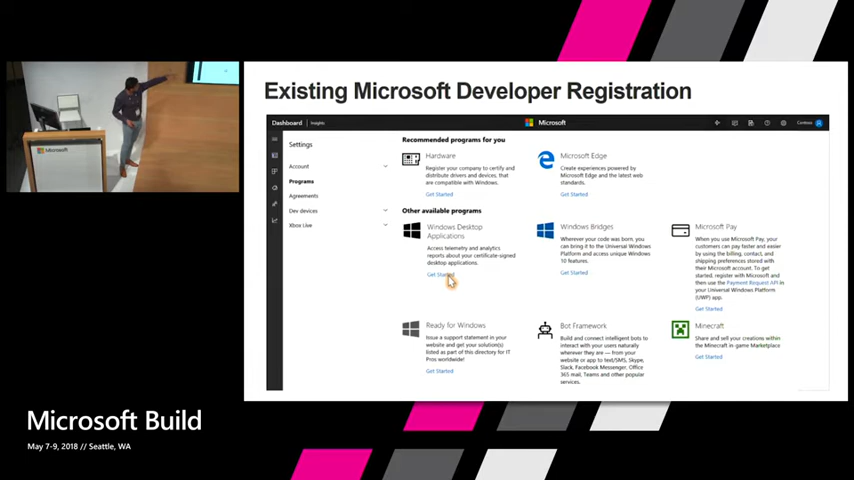 Existing Microsoft Developer Registration
Dashboard
Insights
Microsoft
Contoso
Settings
Account
Programs
Agreements
Dev devices
Xbox Live
Recommended programs for you
Hardware
Register your company to certify and
distribute drivers and devices, that
are compatible with Windows.
Get Started
Microsoft Edge
Create experiences powered by
Microsoft Edge and the latest web
standards.
Get Started
Other available programs
Windows Desktop
Applications
Access telemetry and analytics
reports about your certificate-signed
desktop applications.
Get Started
Windows Bridges
Wherever your code was born, you
can bring it to the Universal Windows
Platform and access unique Windows
10 features.
Get Started
Microsoft Pay
When you use Microsoft Pay, your
customers can pay faster and easier
by using the billing, contact, and
shipping preferences stored with
their Microsoft account. To get
started, register with Microsoft and
then use the Payment Request API in
your Universal Windows Platform
(UWP) app.
Get Started
Ready for Windows
Issue a support statement in your
website and get your solution(s)
listed as part of this directory for IT
Pros worldwide!
Get Started
Bot Framework
Build and connect intelligent bots to
interact with your users naturally
wherever they are — from your
website or app to text/SMS, Skype,
Slack, Facebook Messenger, Office
365 mail, Teams and other popular
services.
Minecraft
Share and sell your creations within
the Minecraft in-game Marketplace
Get Started
Microsoft
Microsoft Build
May 7-9, 2018 // Seattle, WA